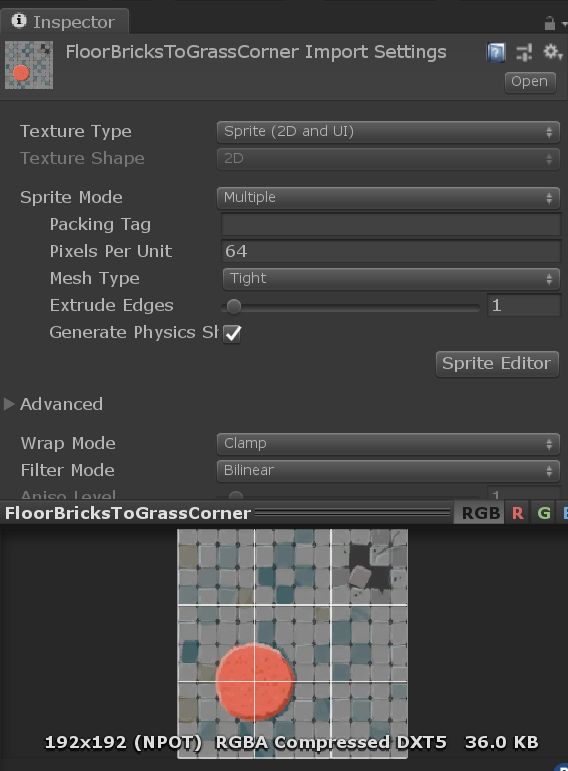 Inspector
FloorBricksToGrassCorner Import Settings
Open
Texture Type Sprite (2D and UI)
Texture Shape 2D
Sprite Mode Multiple
Packing Tag
Pixels Per Unit 64
Mesh Type Tight
Extrude Edges 1
Generate Physics Sh
Sprite Editor
Advanced
Wrap Mode Clamp
Filter Mode Bilinear
Aniso Level 1
FloorBricksToGrassCorner RGB R G
192x192 (NPOT) RGBA Compressed DXT5 36.0 KB